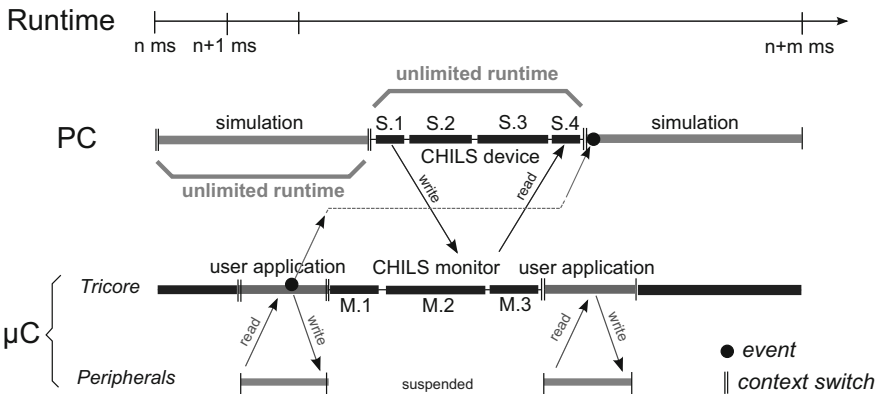 Runtime
n ms
n+1 ms
n+m ms
unlimited runtime
simulation
S.1
S.2
S.3
S.4
simulation
PC
CHILS device
unlimited runtime
write
read
user application
CHILS monitor
user application
Tricore
M.1
M.2
M.3
µC
read
write
read
write
event
Peripherals
suspended
context switch